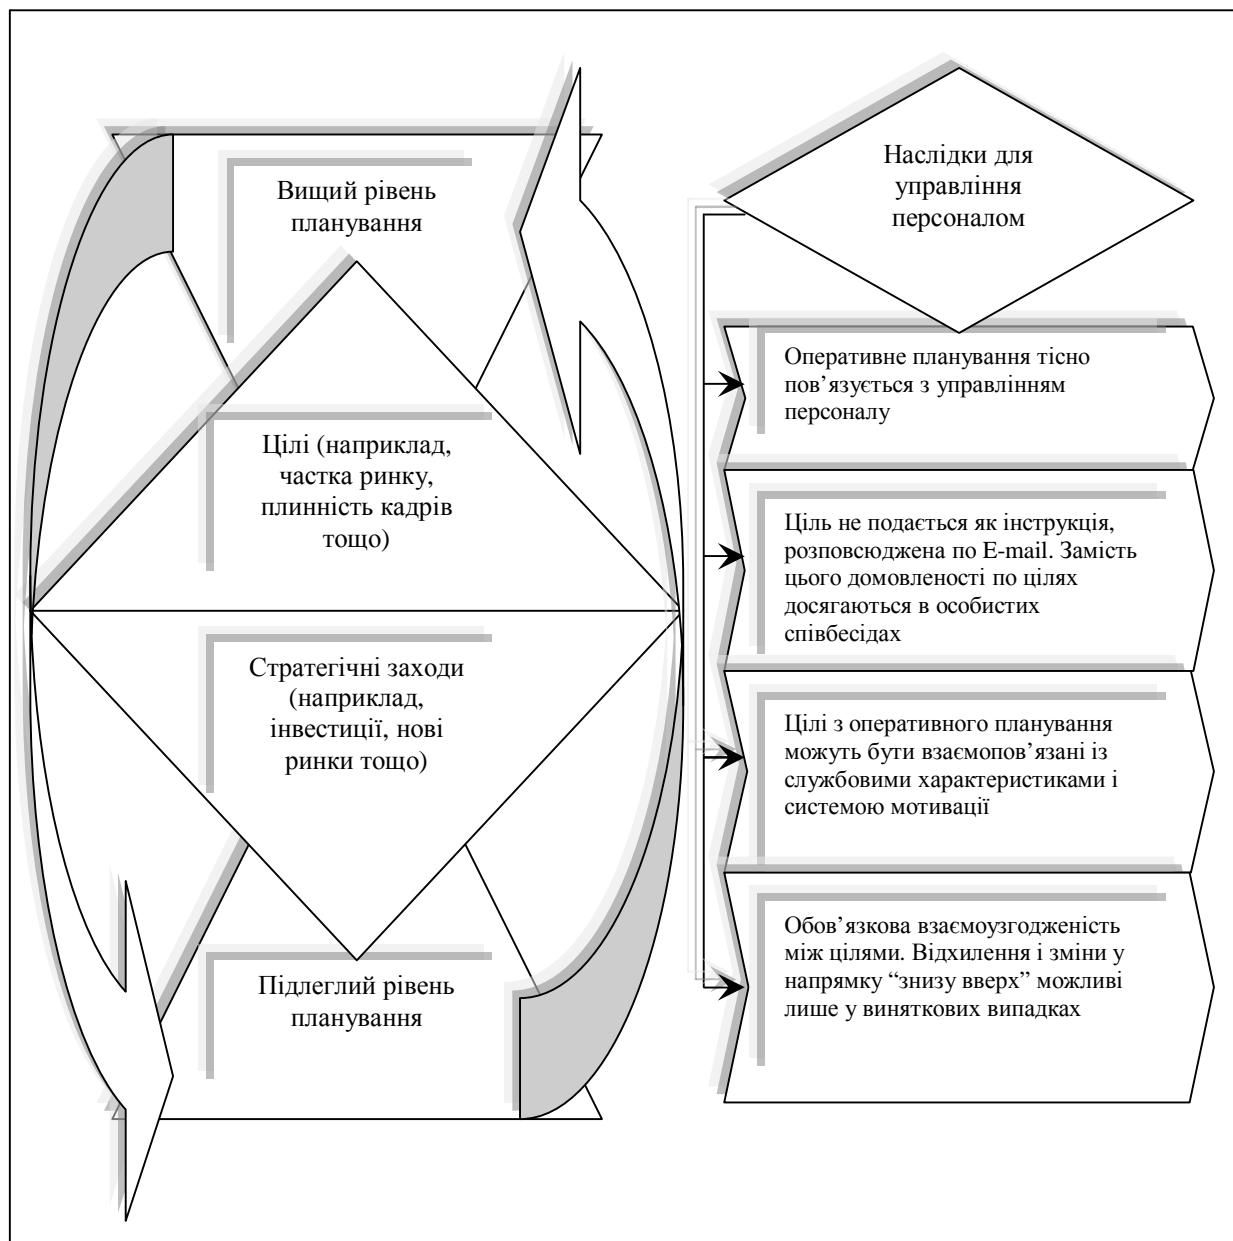 Вищий рівень
планування
Цілі (наприклад,
частка ринку,
плинність кадрів
тощо)
Стратегічні заходи
(наприклад,
інвестиції, нові
ринки тощо)
Підлеглий рівень
планування
Наслідки для
управління
персоналом
Оперативне планування тісно
пов’язується з управлінням
персоналу
Ціль не подається як інструкція,
розповсюджена по E-mail. Замість
цього домовленості по цілях
досягаються в особистих
співбесідах
Цілі з оперативного планування
можуть бути взаємопов’язані із
службовими характеристиками і
системою мотивації
Обов’язкова взаємоузгодженість
між цілями. Відхилення і зміни у
напрямку “знизу вверх” можливі
лише у виняткових випадках